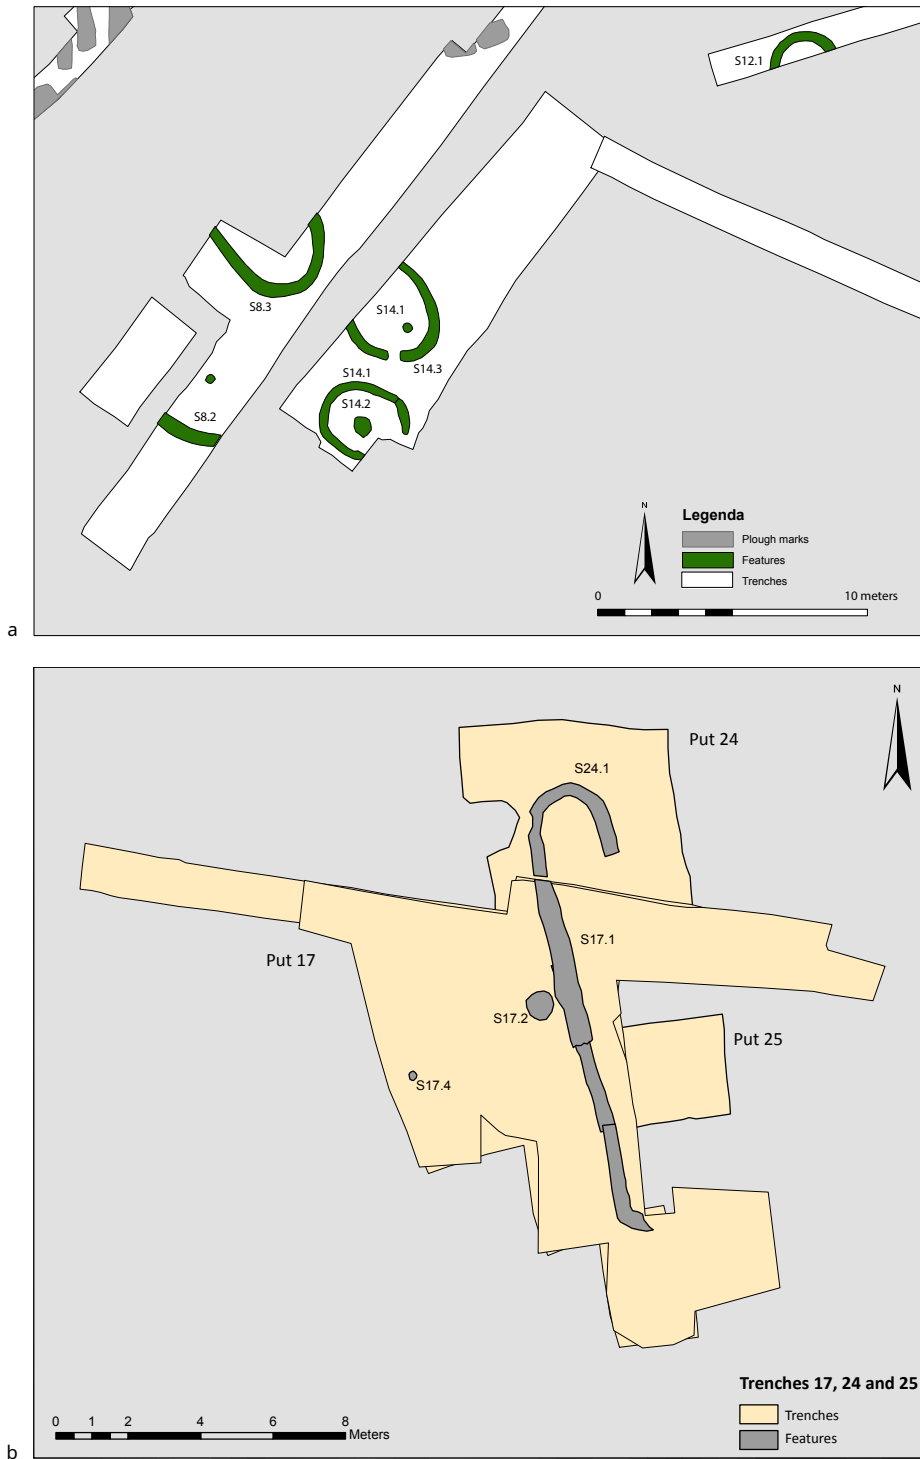 S12.1
S8.3
S14.1
S14.1
S14.3
S14.2
S8.2
N
Legenda
Plough marks
Features
Trenches
0 10 meters
a
N
Put 24
S24.1
S17.1
Put 17
S17.2
Put 25
S17.4
Trenches 17, 24 and 25
Trenches
Features
0 1 2 4 6 8
Meters
b